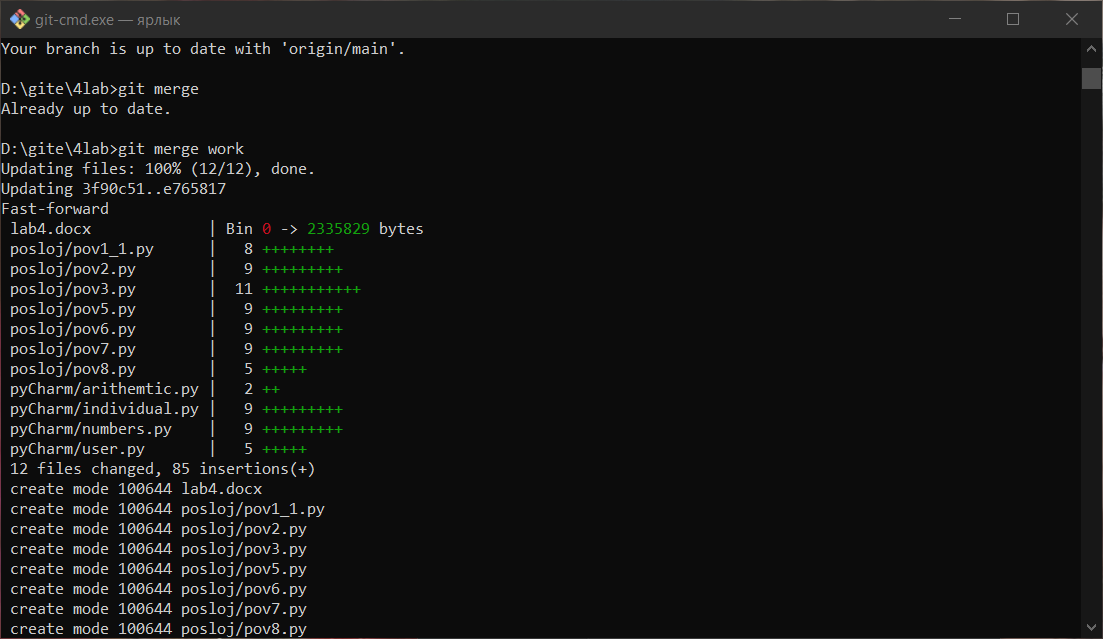 git-cmd.exe — ярлык
Your branch is up to date with 'origin/main'.
D:\gite\4lab>git merge
Already up to date.
D:\gite\4lab>git merge work
Updating files: 100% (12/12), done.
Updating 3f90c51..e765817
Fast-forward
 lab4.docx             | Bin 0 -> 2335829 bytes
 posloj/pov1_1.py      |   8 ++++++++
 posloj/pov2.py        |   9 +++++++++
 posloj/pov3.py        |  11 +++++++++++
 posloj/pov5.py        |   9 +++++++++
 posloj/pov6.py        |   9 +++++++++
 posloj/pov7.py        |   9 +++++++++
 posloj/pov8.py        |   5 +++++
 pyCharm/arithemtic.py |   2 ++
 pyCharm/individual.py |   9 +++++++++
 pyCharm/numbers.py    |   9 +++++++++
 pyCharm/user.py       |   5 +++++
 12 files changed, 85 insertions(+)
 create mode 100644 lab4.docx
 create mode 100644 posloj/pov1_1.py
 create mode 100644 posloj/pov2.py
 create mode 100644 posloj/pov3.py
 create mode 100644 posloj/pov5.py
 create mode 100644 posloj/pov6.py
 create mode 100644 posloj/pov7.py
 create mode 100644 posloj/pov8.py